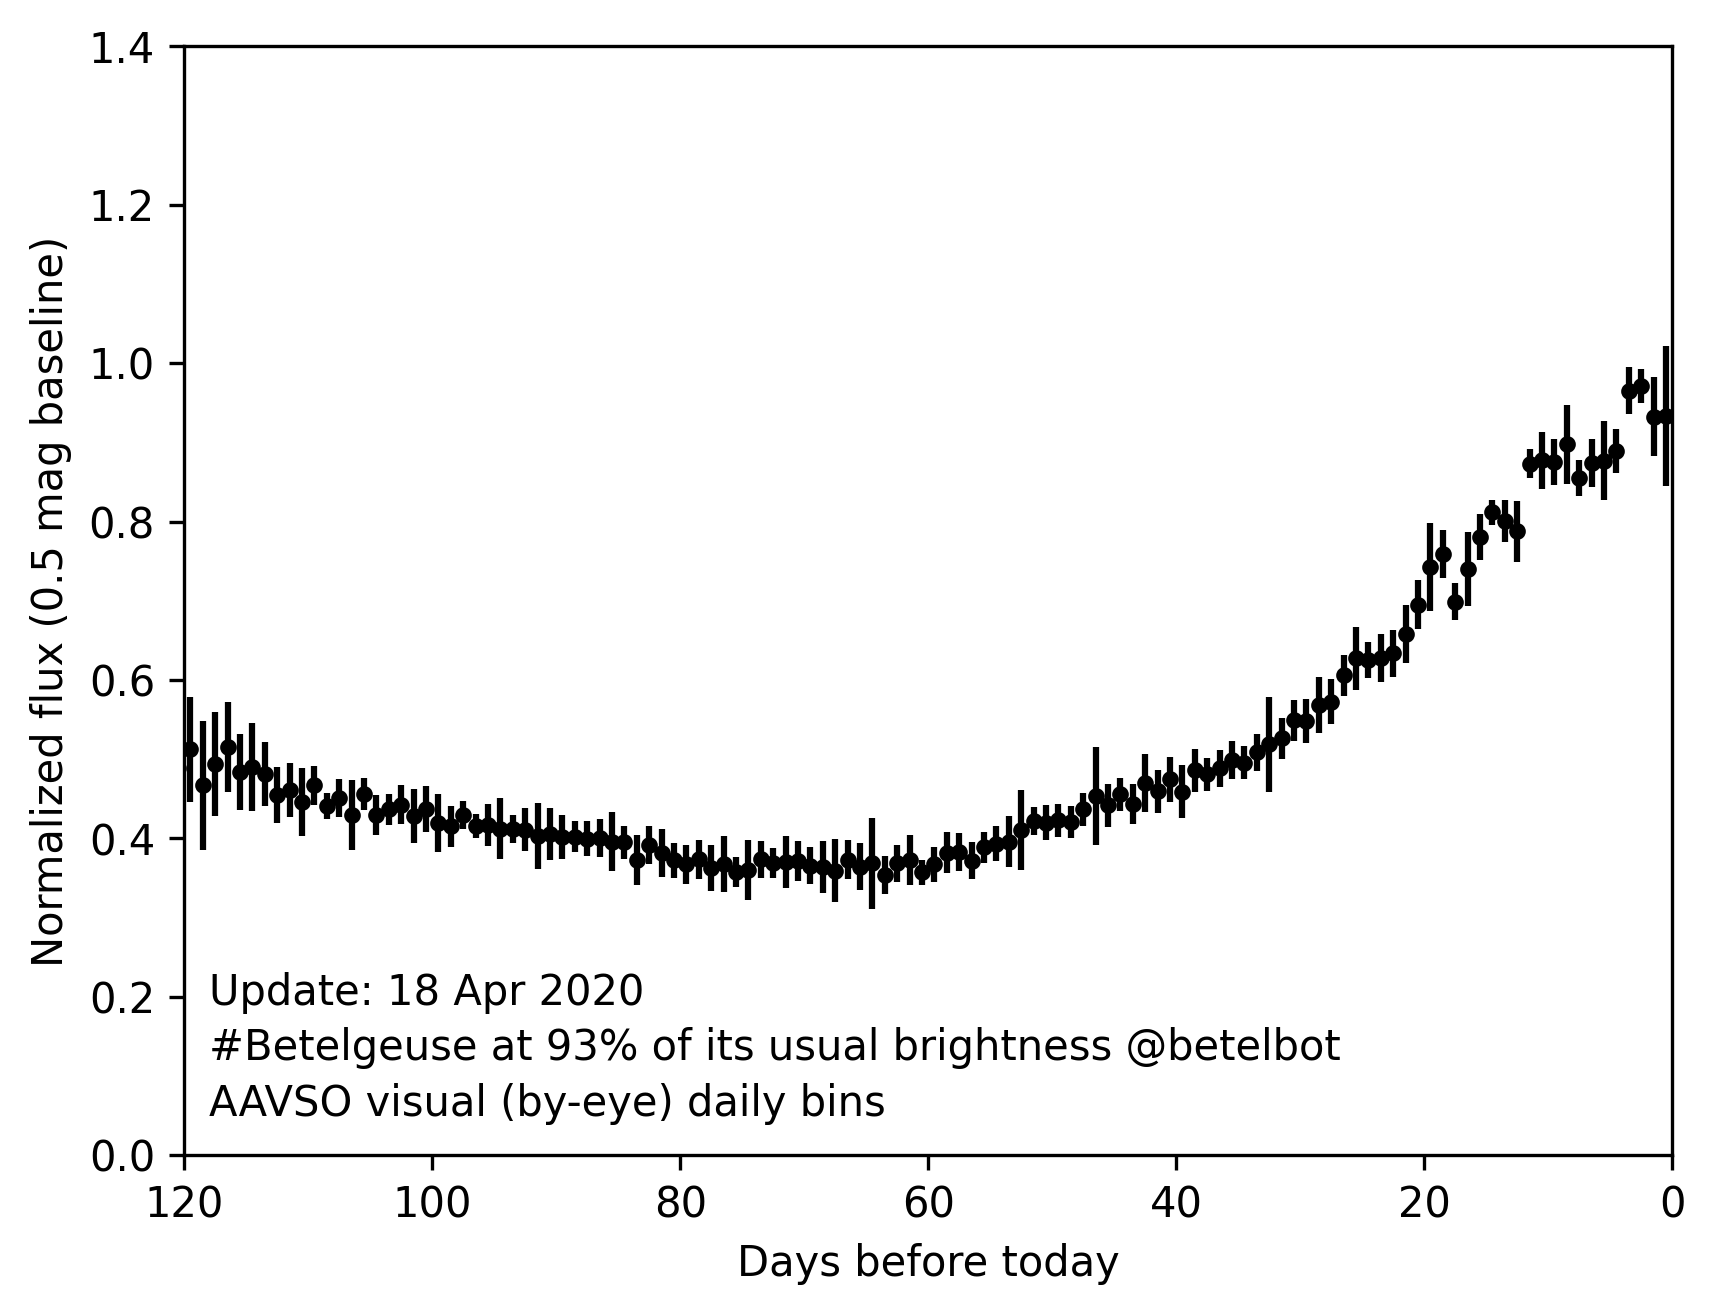 1.4
1.2
1.0
0.8
0.6
0.4
0.2
0.0
Normalized flux (0.5 mag baseline)
Update: 18 Apr 2020
#Betelgeuse at 93% of its usual brightness @betelbot
AAVSO visual (by-eye) daily bins
120 100 80 60 40 20 0
Days before today